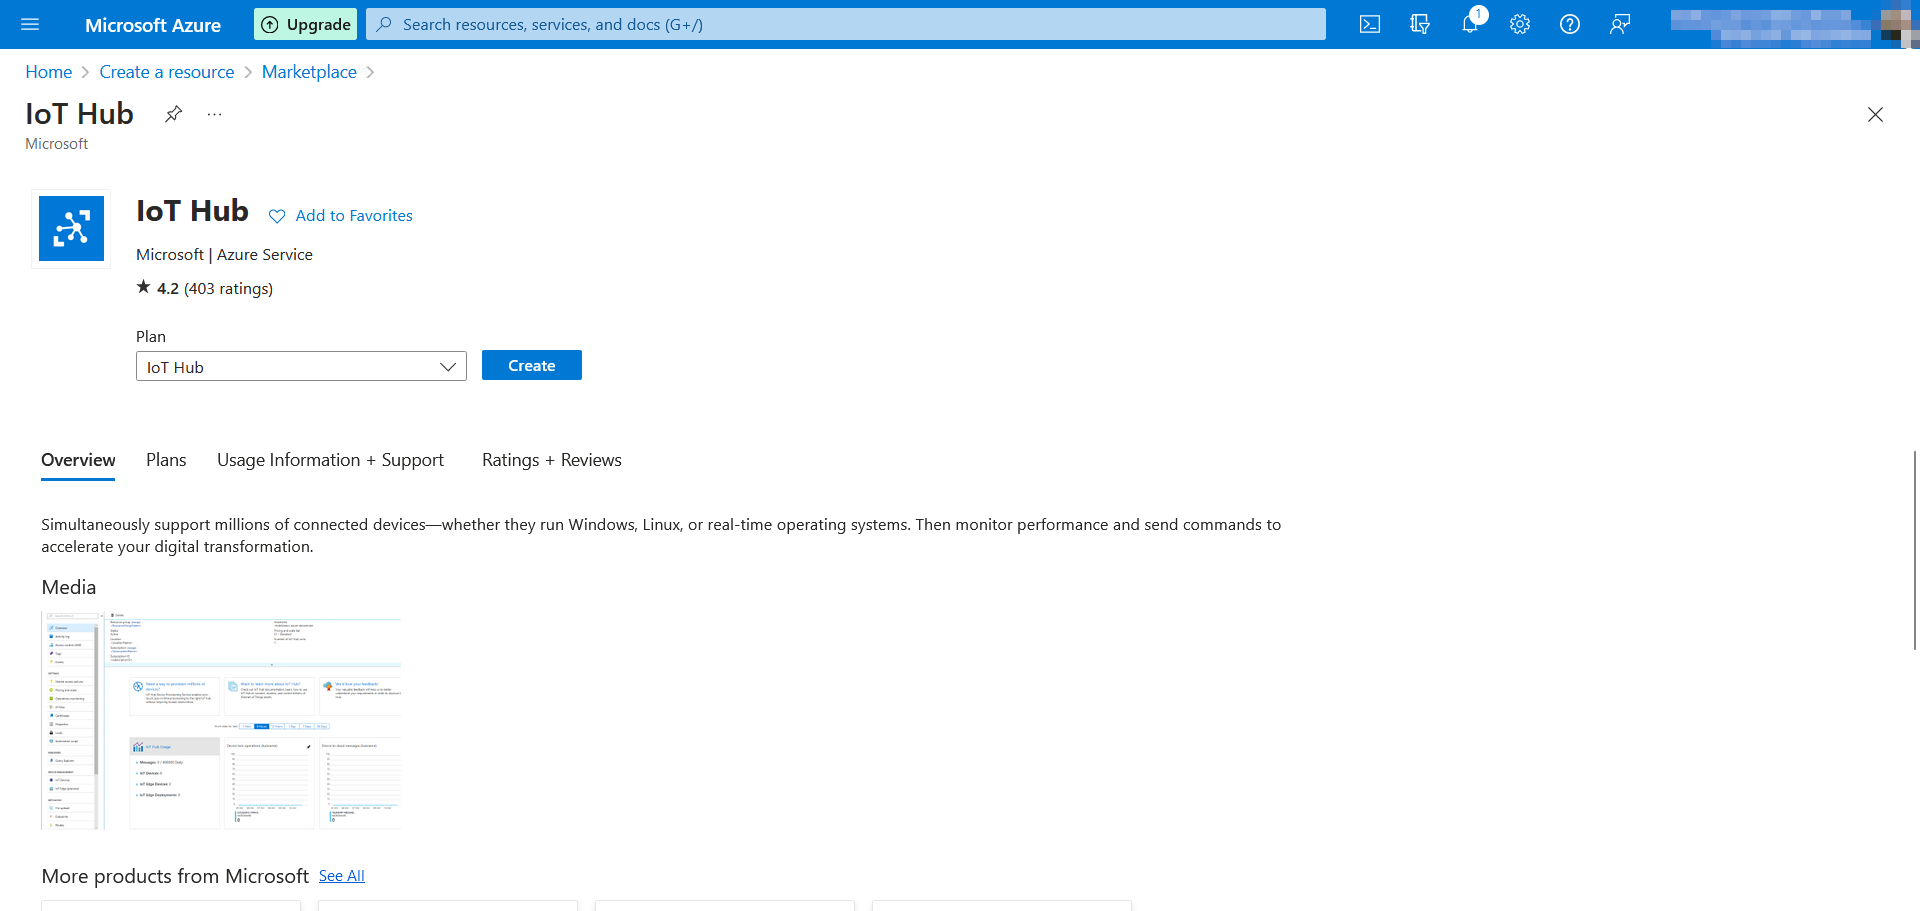 Microsoft Azure
Upgrade
Search resources, services, and docs (G+/)
1
Home > Create a resource > Marketplace >
IoT Hub
Microsoft
IoT Hub
Add to Favorites
Microsoft | Azure Service
★ 4.2 (403 ratings)
Plan
IoT Hub
Create
Overview Plans Usage Information + Support Ratings + Reviews
Simultaneously support millions of connected devices—whether they run Windows, Linux, or real-time operating systems. Then monitor performance and send commands to
accelerate your digital transformation.
Media
More products from Microsoft See All